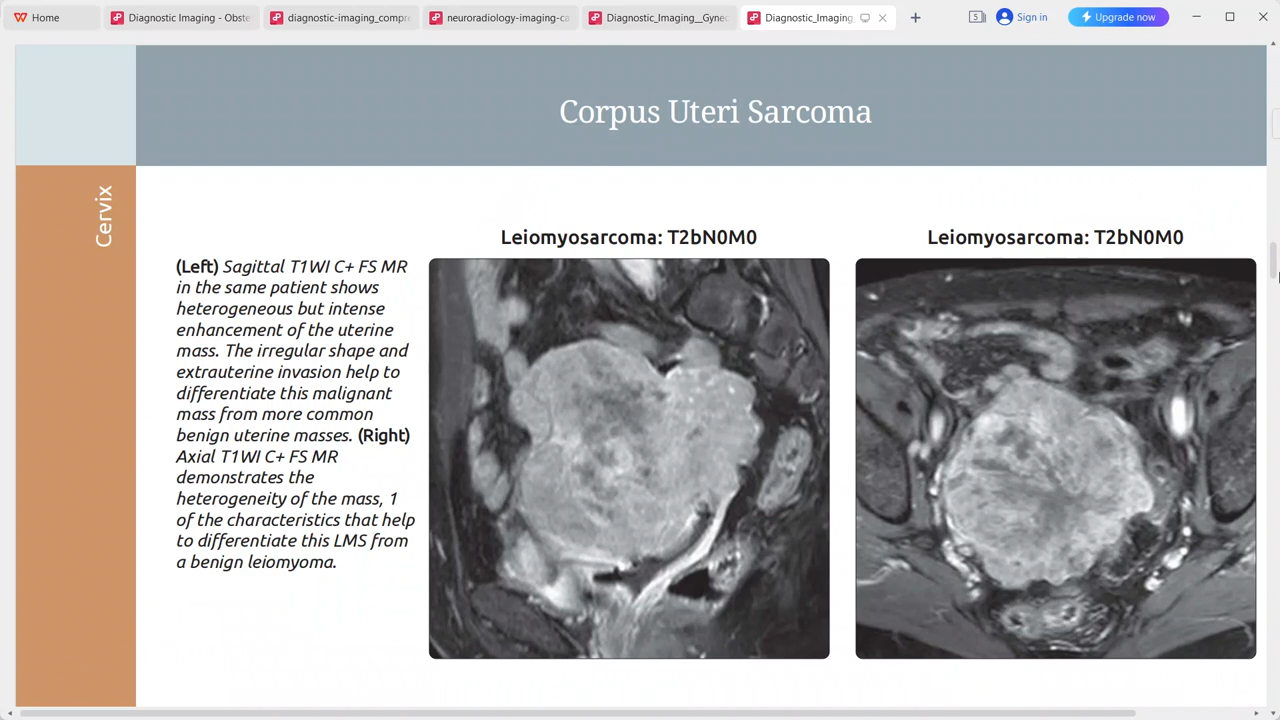 Home
Diagnostic Imaging - Obste
diagnostic-imaging_compre
neuroradiology-imaging-ca
Diagnostic_Imaging__Gynec
Diagnostic_Imaging,
5
Sign in
Upgrade now
Corpus Uteri Sarcoma
Cervix
(Left) Sagittal T1WI C+ FS MR
in the same patient shows
heterogeneous but intense
enhancement of the uterine
mass. The irregular shape and
extrauterine invasion help to
differentiate this malignant
mass from more common
benign uterine masses. (Right)
Axial T1WI C+ FS MR
demonstrates the
heterogeneity of the mass, 1
of the characteristics that help
to differentiate this LMS from
a benign leiomyoma.
Leiomyosarcoma: T2bN0M0
Leiomyosarcoma: T2bN0M0